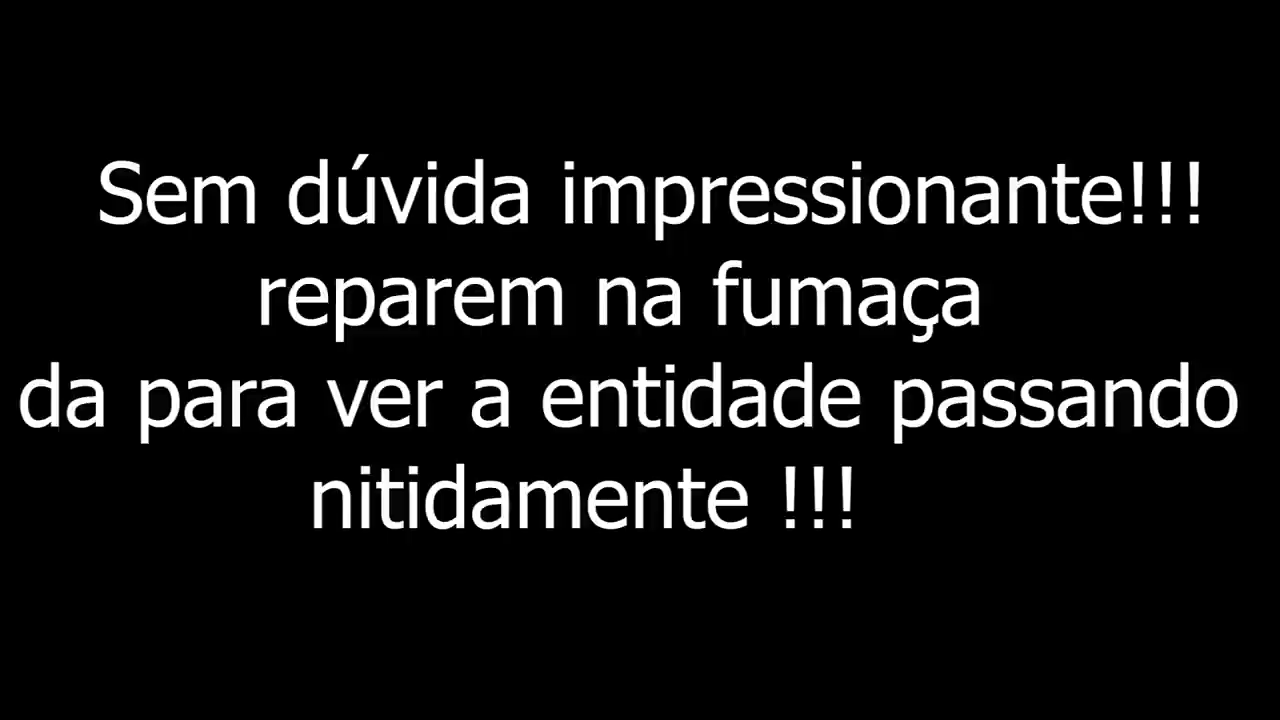 Sem dúvida impressionante!!!
reparem na fumaça
da para ver a entidade passando
nitidamente !!!